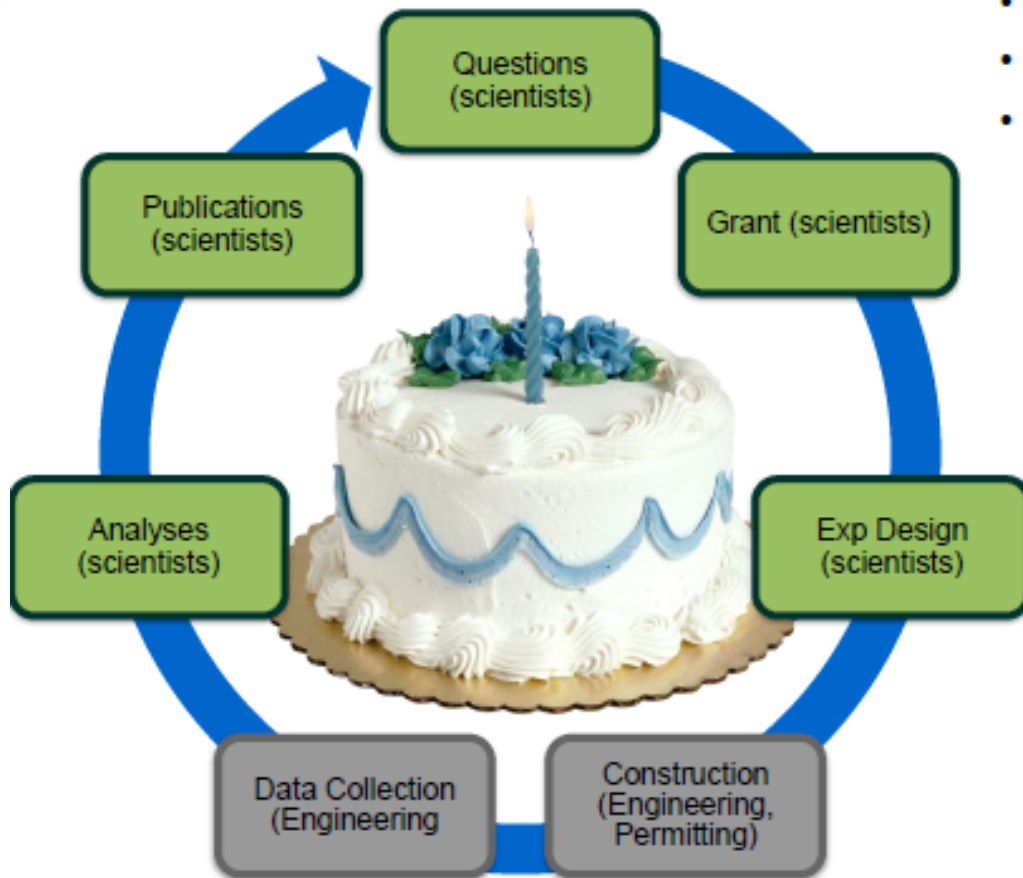 Questions
(scientists)
Grant (scientists)
Exp Design
(scientists)
Construction
(Engineering,
Permitting)
Data Collection
(Engineering
Analyses
(scientists)
Publications
(scientists)